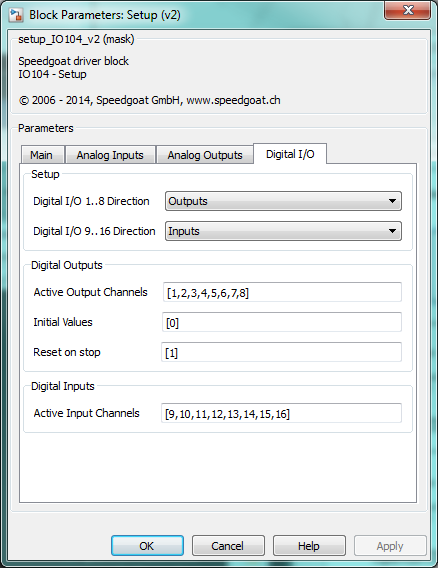 Block Parameters: Setup (v2)
setup_IO104_v2 (mask)
Speedgoat driver block
IO104 - Setup
© 2006 - 2014, Speedgoat GmbH, www.speedgoat.ch
Parameters
Main Analog Inputs Analog Outputs Digital I/O
Setup
Digital I/O 1..8 Direction Outputs
Digital I/O 9..16 Direction Inputs
Digital Outputs
Active Output Channels [1,2,3,4,5,6,7,8]
Initial Values [0]
Reset on stop [1]
Digital Inputs
Active Input Channels [9,10,11,12,13,14,15,16]
OK Cancel Help Apply